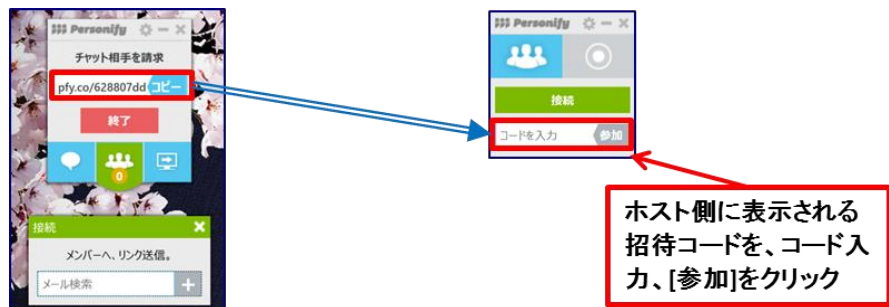 Personify
チャット相手を請求
pfy.co/628807dd コピー
終了
0
接続
メンバーへ、リンク送信。
メール検索
Personify
接続
コードを入力 参加
ホスト側に表示される
招待コードを、コード入
力、[参加]をクリック